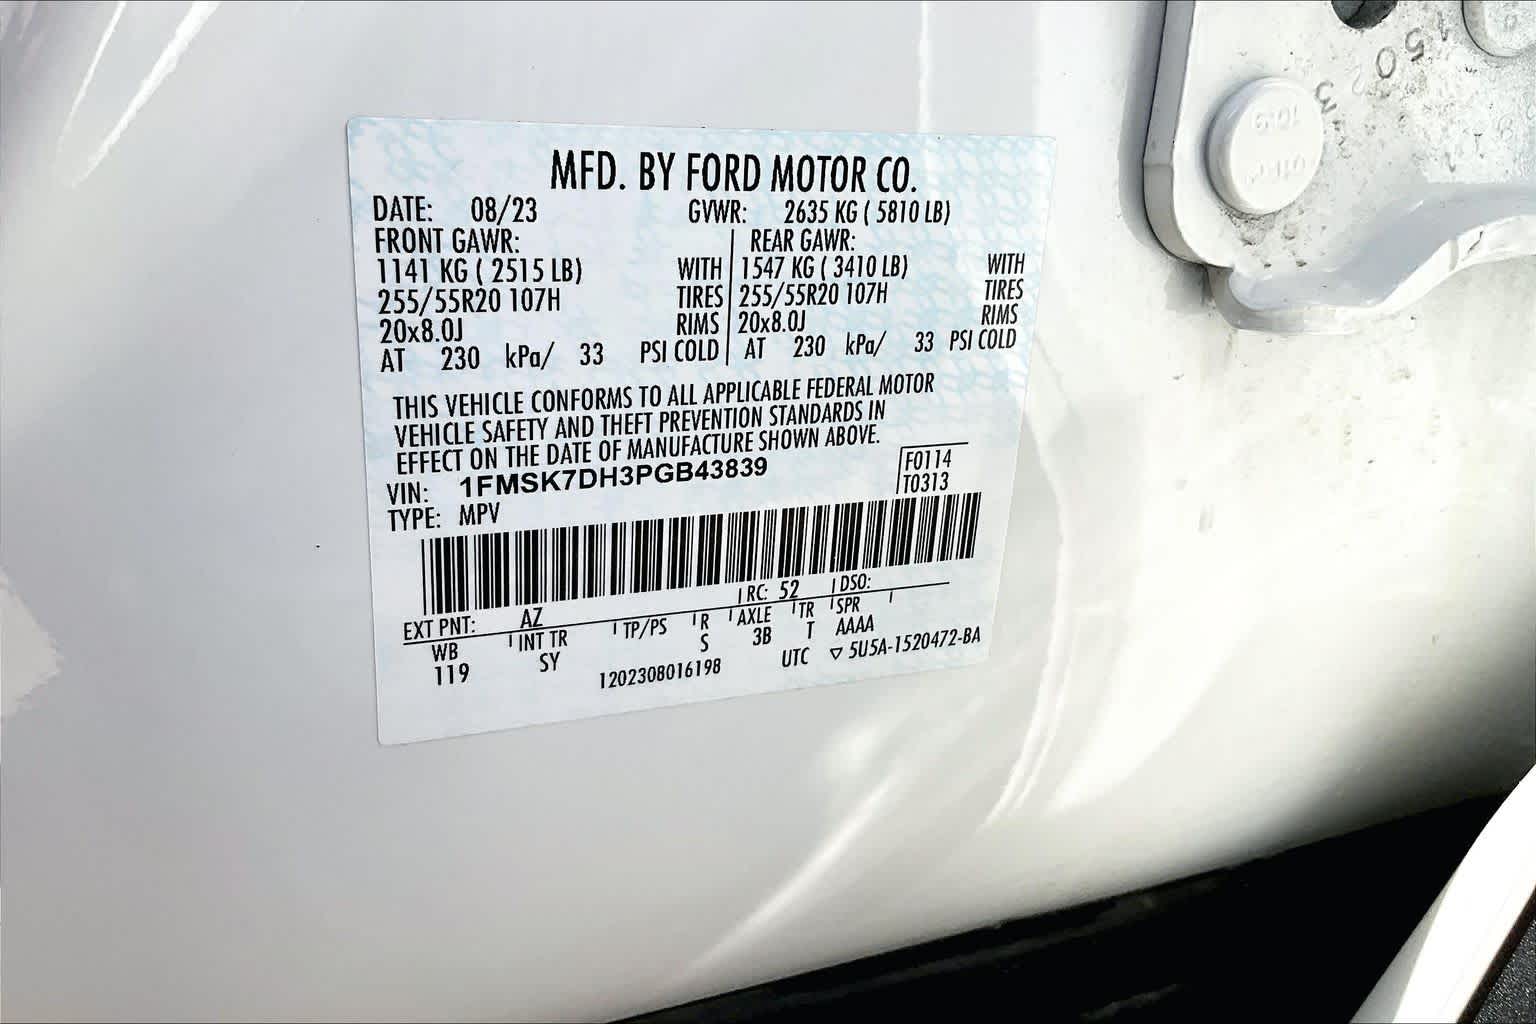 MFD. BY FORD MOTOR CO.
DATE: 08/23 GVWR: 2635 KG ( 5810 LB)
FRONT GAWR: REAR GAWR:
1141 KG ( 2515 LB) WITH 1547 KG ( 3410 LB) WITH
255/55R20 107H TIRES 255/55R20 107H TIRES
20x8.0J RIMS 20x8.0J RIMS
AT 230 kPa/ 33 PSI COLD AT 230 kPa/ 33 PSI COLD
THIS VEHICLE CONFORMS TO ALL APPLICABLE FEDERAL MOTOR
VEHICLE SAFETY AND THEFT PREVENTION STANDARDS IN
EFFECT ON THE DATE OF MANUFACTURE SHOWN ABOVE.
VIN: 1FMSK7DH3PGB43839 F0114
TYPE: MPV T0313
EXT PNT: AZ RC: 52 DSO:
WB INT TR TP/PS R AXLE TR SPR
119 SY S 3B T AAAA
1202308016198 UTC ▽ 5U5A-1520472-BA
10.9